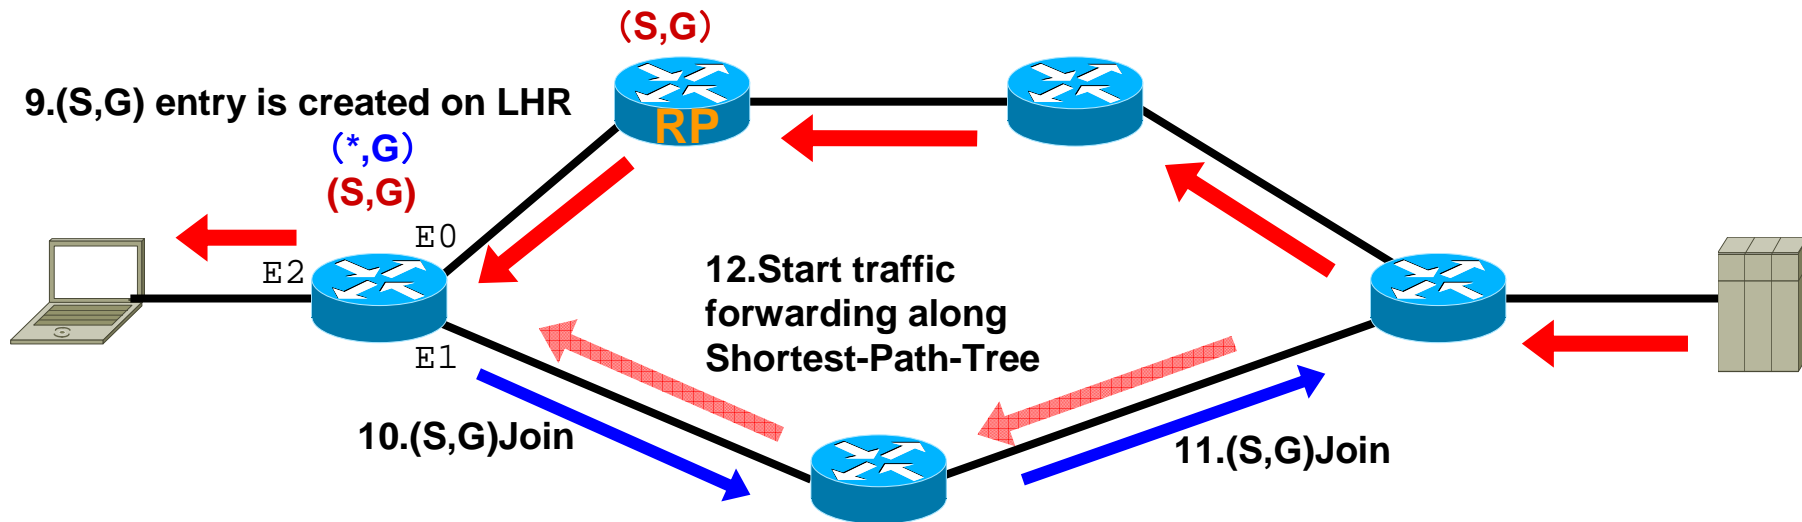 （S,G）
9.(S,G) entry is created on LHR
RP
（*,G）
(S,G)
E0
E2
12.Start traffic
forwarding along
Shortest-Path-Tree
E1
10.(S,G)Join
11.(S,G)Join